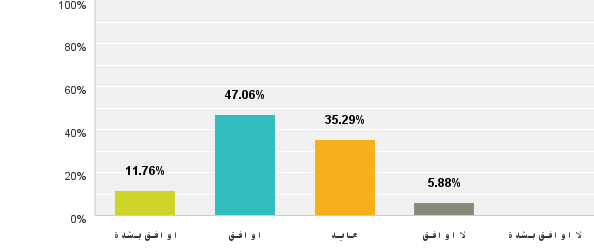 100%
80%
60%
40%
20%
0%
11.76%
47.06%
35.29%
5.88%
اوافق بشدة
اوافق
محايد
لا اوافق
لا اوافق بشدة